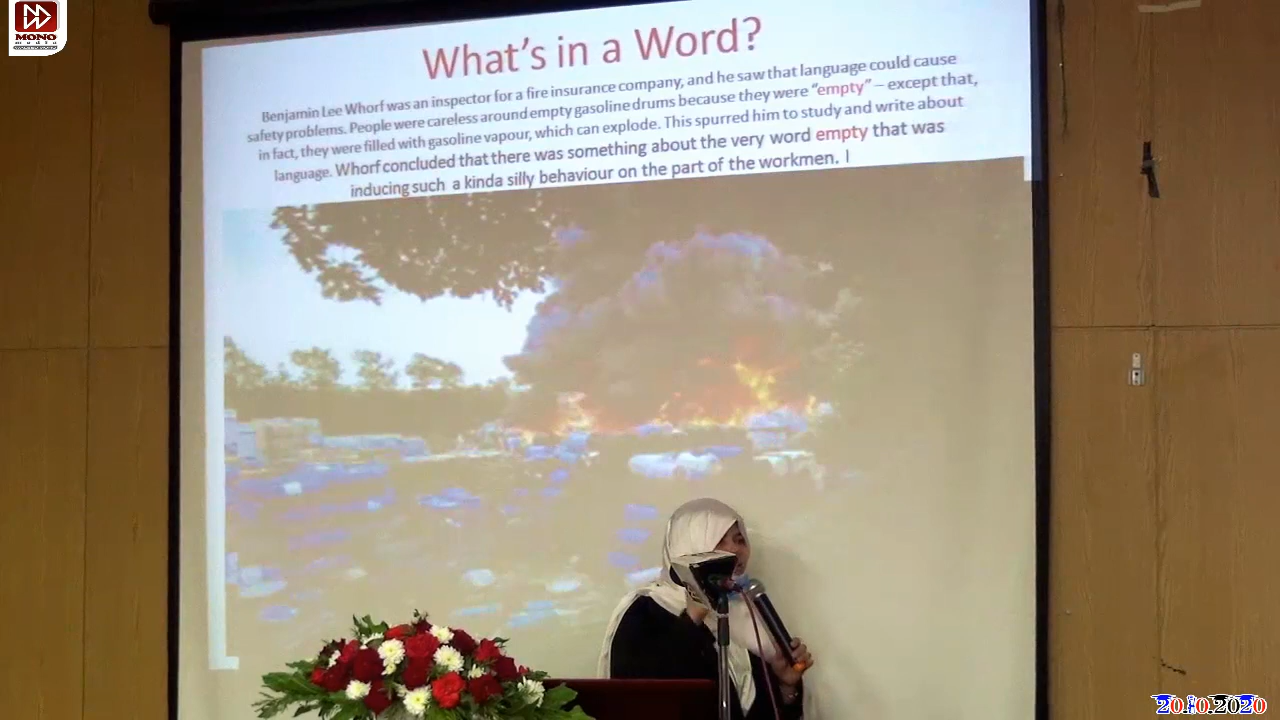 MONO
media
What's in a Word?
Benjamin Lee Whorf was an inspector for a fire insurance company, and he saw that language could cause
safety problems. People were careless around empty gasoline drums because they were "empty" – except that,
in fact, they were filled with gasoline vapour, which can explode. This spurred him to study and write about
language. Whorf concluded that there was something about the very word empty that was
inducing such a kinda silly behaviour on the part of the workmen. I
20.10.2020